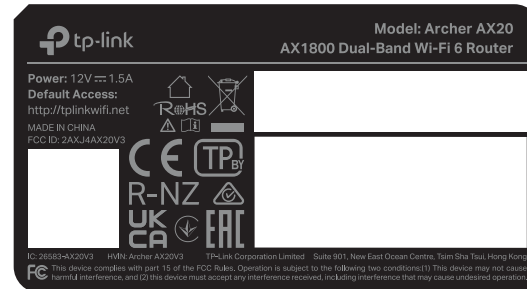 tp-link
Model: Archer AX20
AX1800 Dual-Band Wi-Fi 6 Router
Power: 12V⎓1.5A
Default Access:
http://tplinkwifi.net
RoHS
MADE IN CHINA
FCC ID: 2AXJ4AX20V3
CE TP BY
R-NZ
UK CA EAC
IC: 26583-AX20V3 HVIN: Archer AX20V3 TP-Link Corporation Limited Suite 901, New East Ocean Centre, Tsim Sha Tsui, Hong Kong
FC This device complies with part 15 of the FCC Rules. Operation is subject to the following two conditions:(1) This device may not cause
harmful interference, and (2) this device must accept any interference received, including interference that may cause undesired operation.